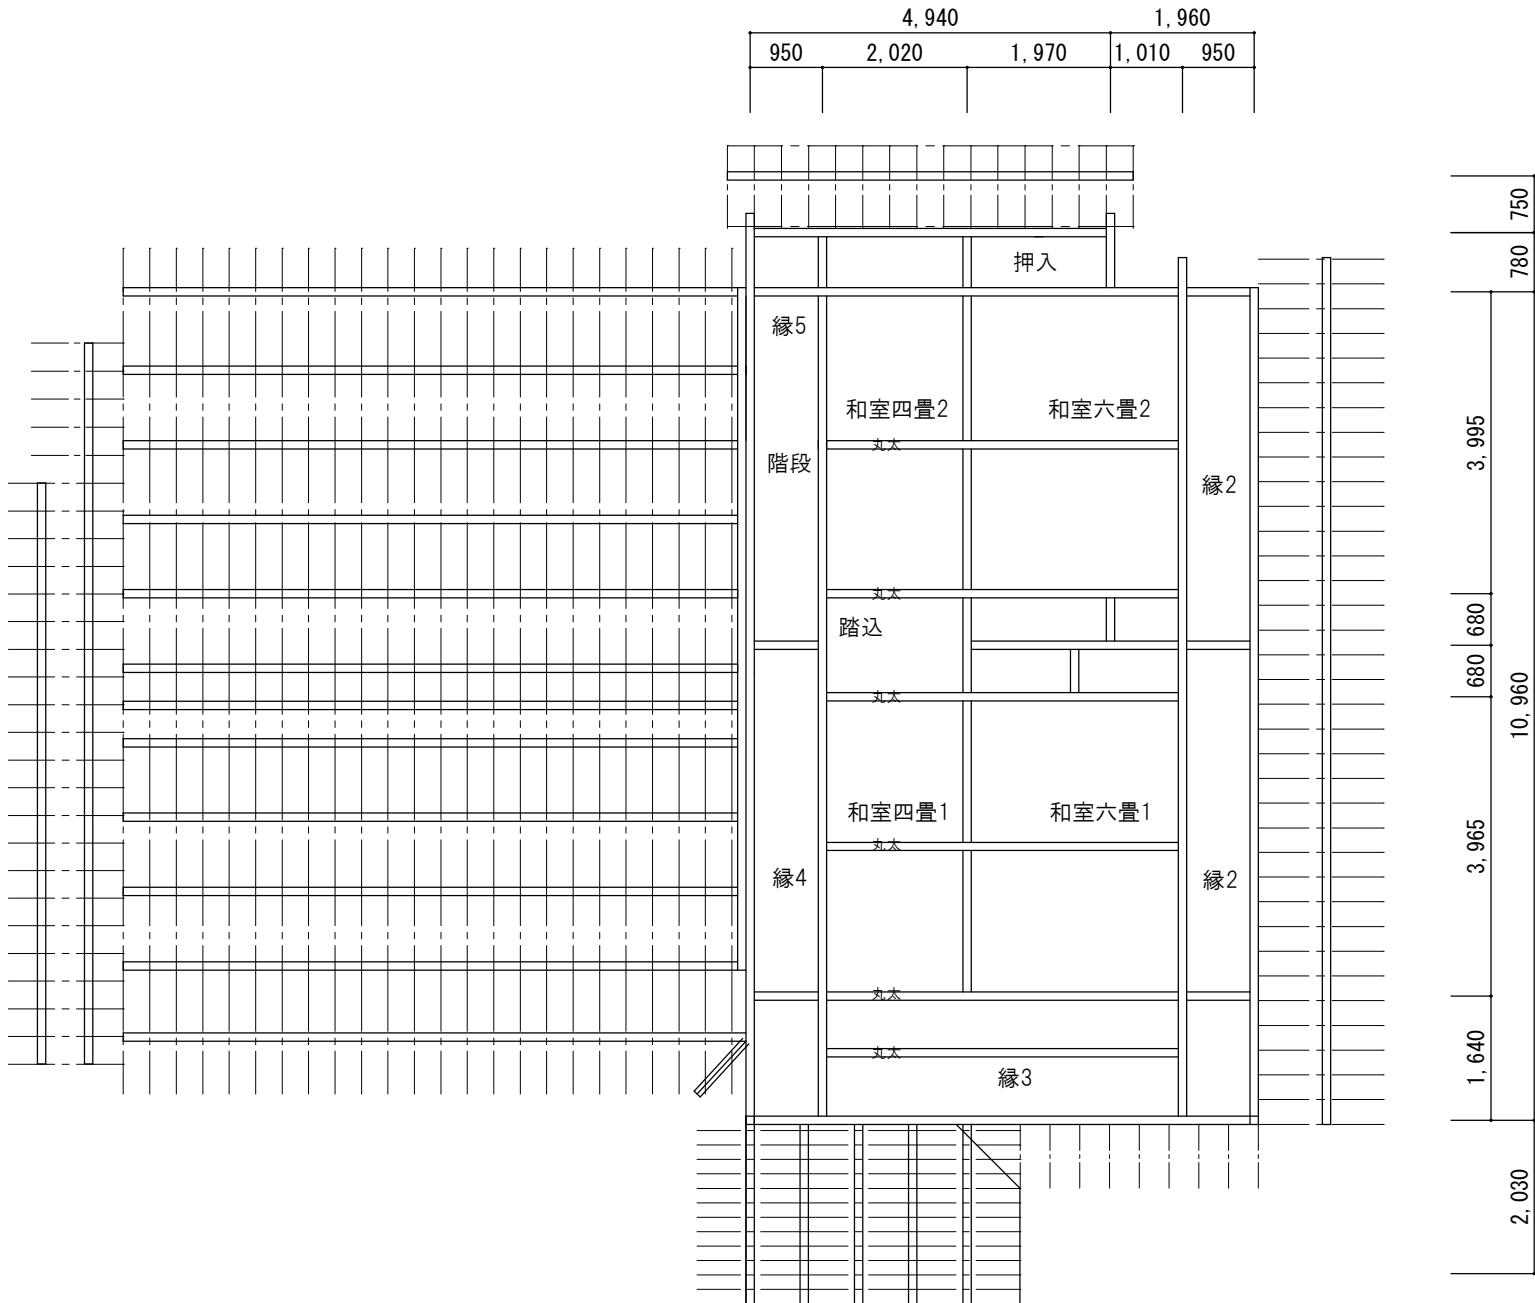 4,940 1,960
950 2,020 1,970 1,010 950
750
押入
780
縁5
和室四畳2 和室六畳2
丸太
3,995
階段
縁2
丸太
踏込
680
680
丸太
10,960
和室四畳1 和室六畳1
丸太
3,965
縁4
縁2
丸太
1,640
丸太
縁3
2,030